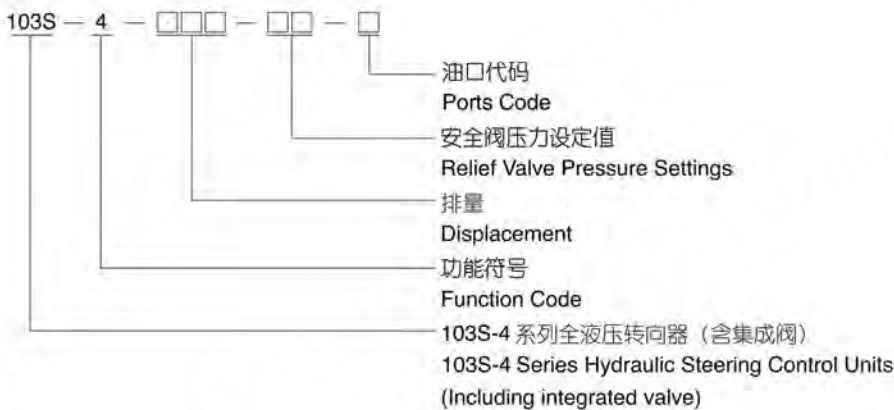 103S — 4 — □□□ — □□ — □
油口代码
Ports Code
安全阀压力设定值
Relief Valve Pressure Settings
排量
Displacement
功能符号
Function Code
103S-4 系列全液压转向器（含集成阀）
103S-4 Series Hydraulic Steering Control Units
(Including integrated valve)